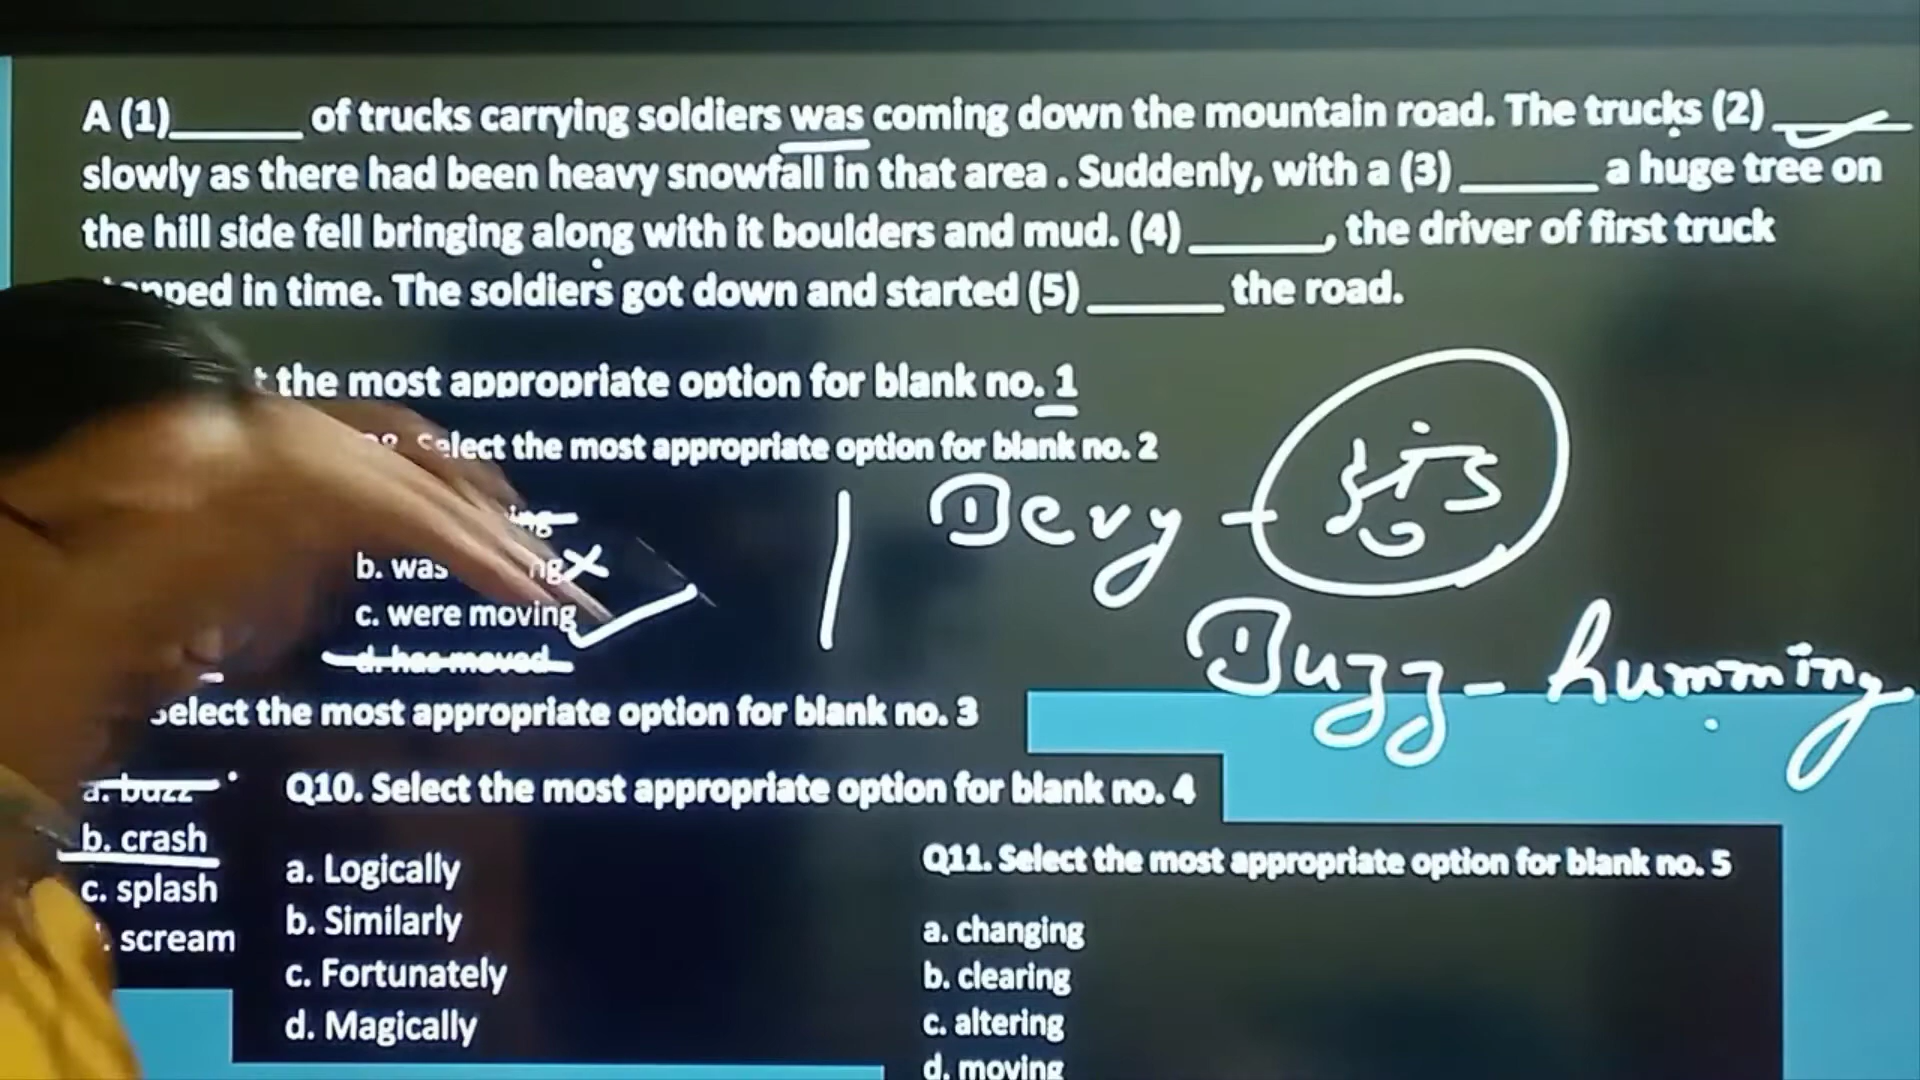 A (1)______ of trucks carrying soldiers was coming down the mountain road. The trucks (2) ______
slowly as there had been heavy snowfall in that area . Suddenly, with a (3) ______ a huge tree on
the hill side fell bringing along with it boulders and mud. (4) ______, the driver of first truck
in time. The soldiers got down and started (5) ______ the road.
the most appropriate option for blank no. 1
Select the most appropriate option for blank no. 2
b. was
c. were moving
d. has moved
Bevy -
Buzz - humming
Select the most appropriate option for blank no. 3
a. buzz
b. crash
c. splash
scream
Q10. Select the most appropriate option for blank no. 4
a. Logically
b. Similarly
c. Fortunately
d. Magically
Q11. Select the most appropriate option for blank no. 5
a. changing
b. clearing
c. altering
d. moving